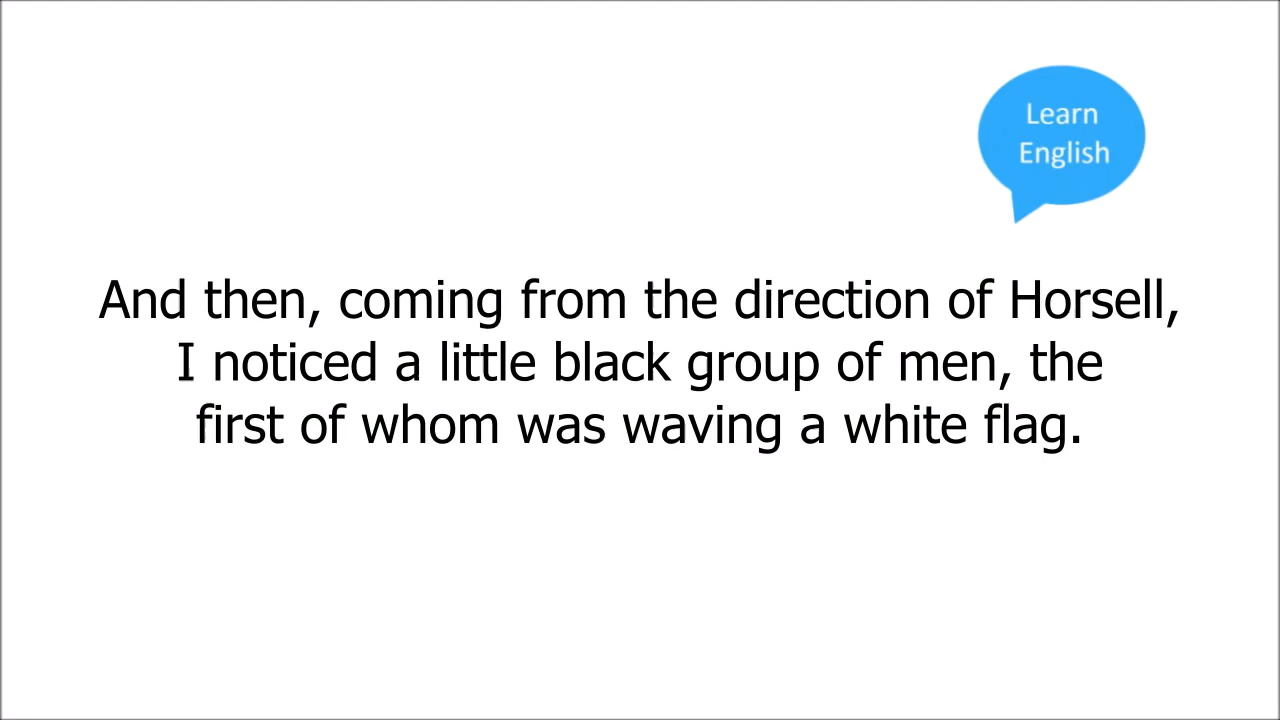 Learn
English
And then, coming from the direction of Horsell,
I noticed a little black group of men, the
first of whom was waving a white flag.